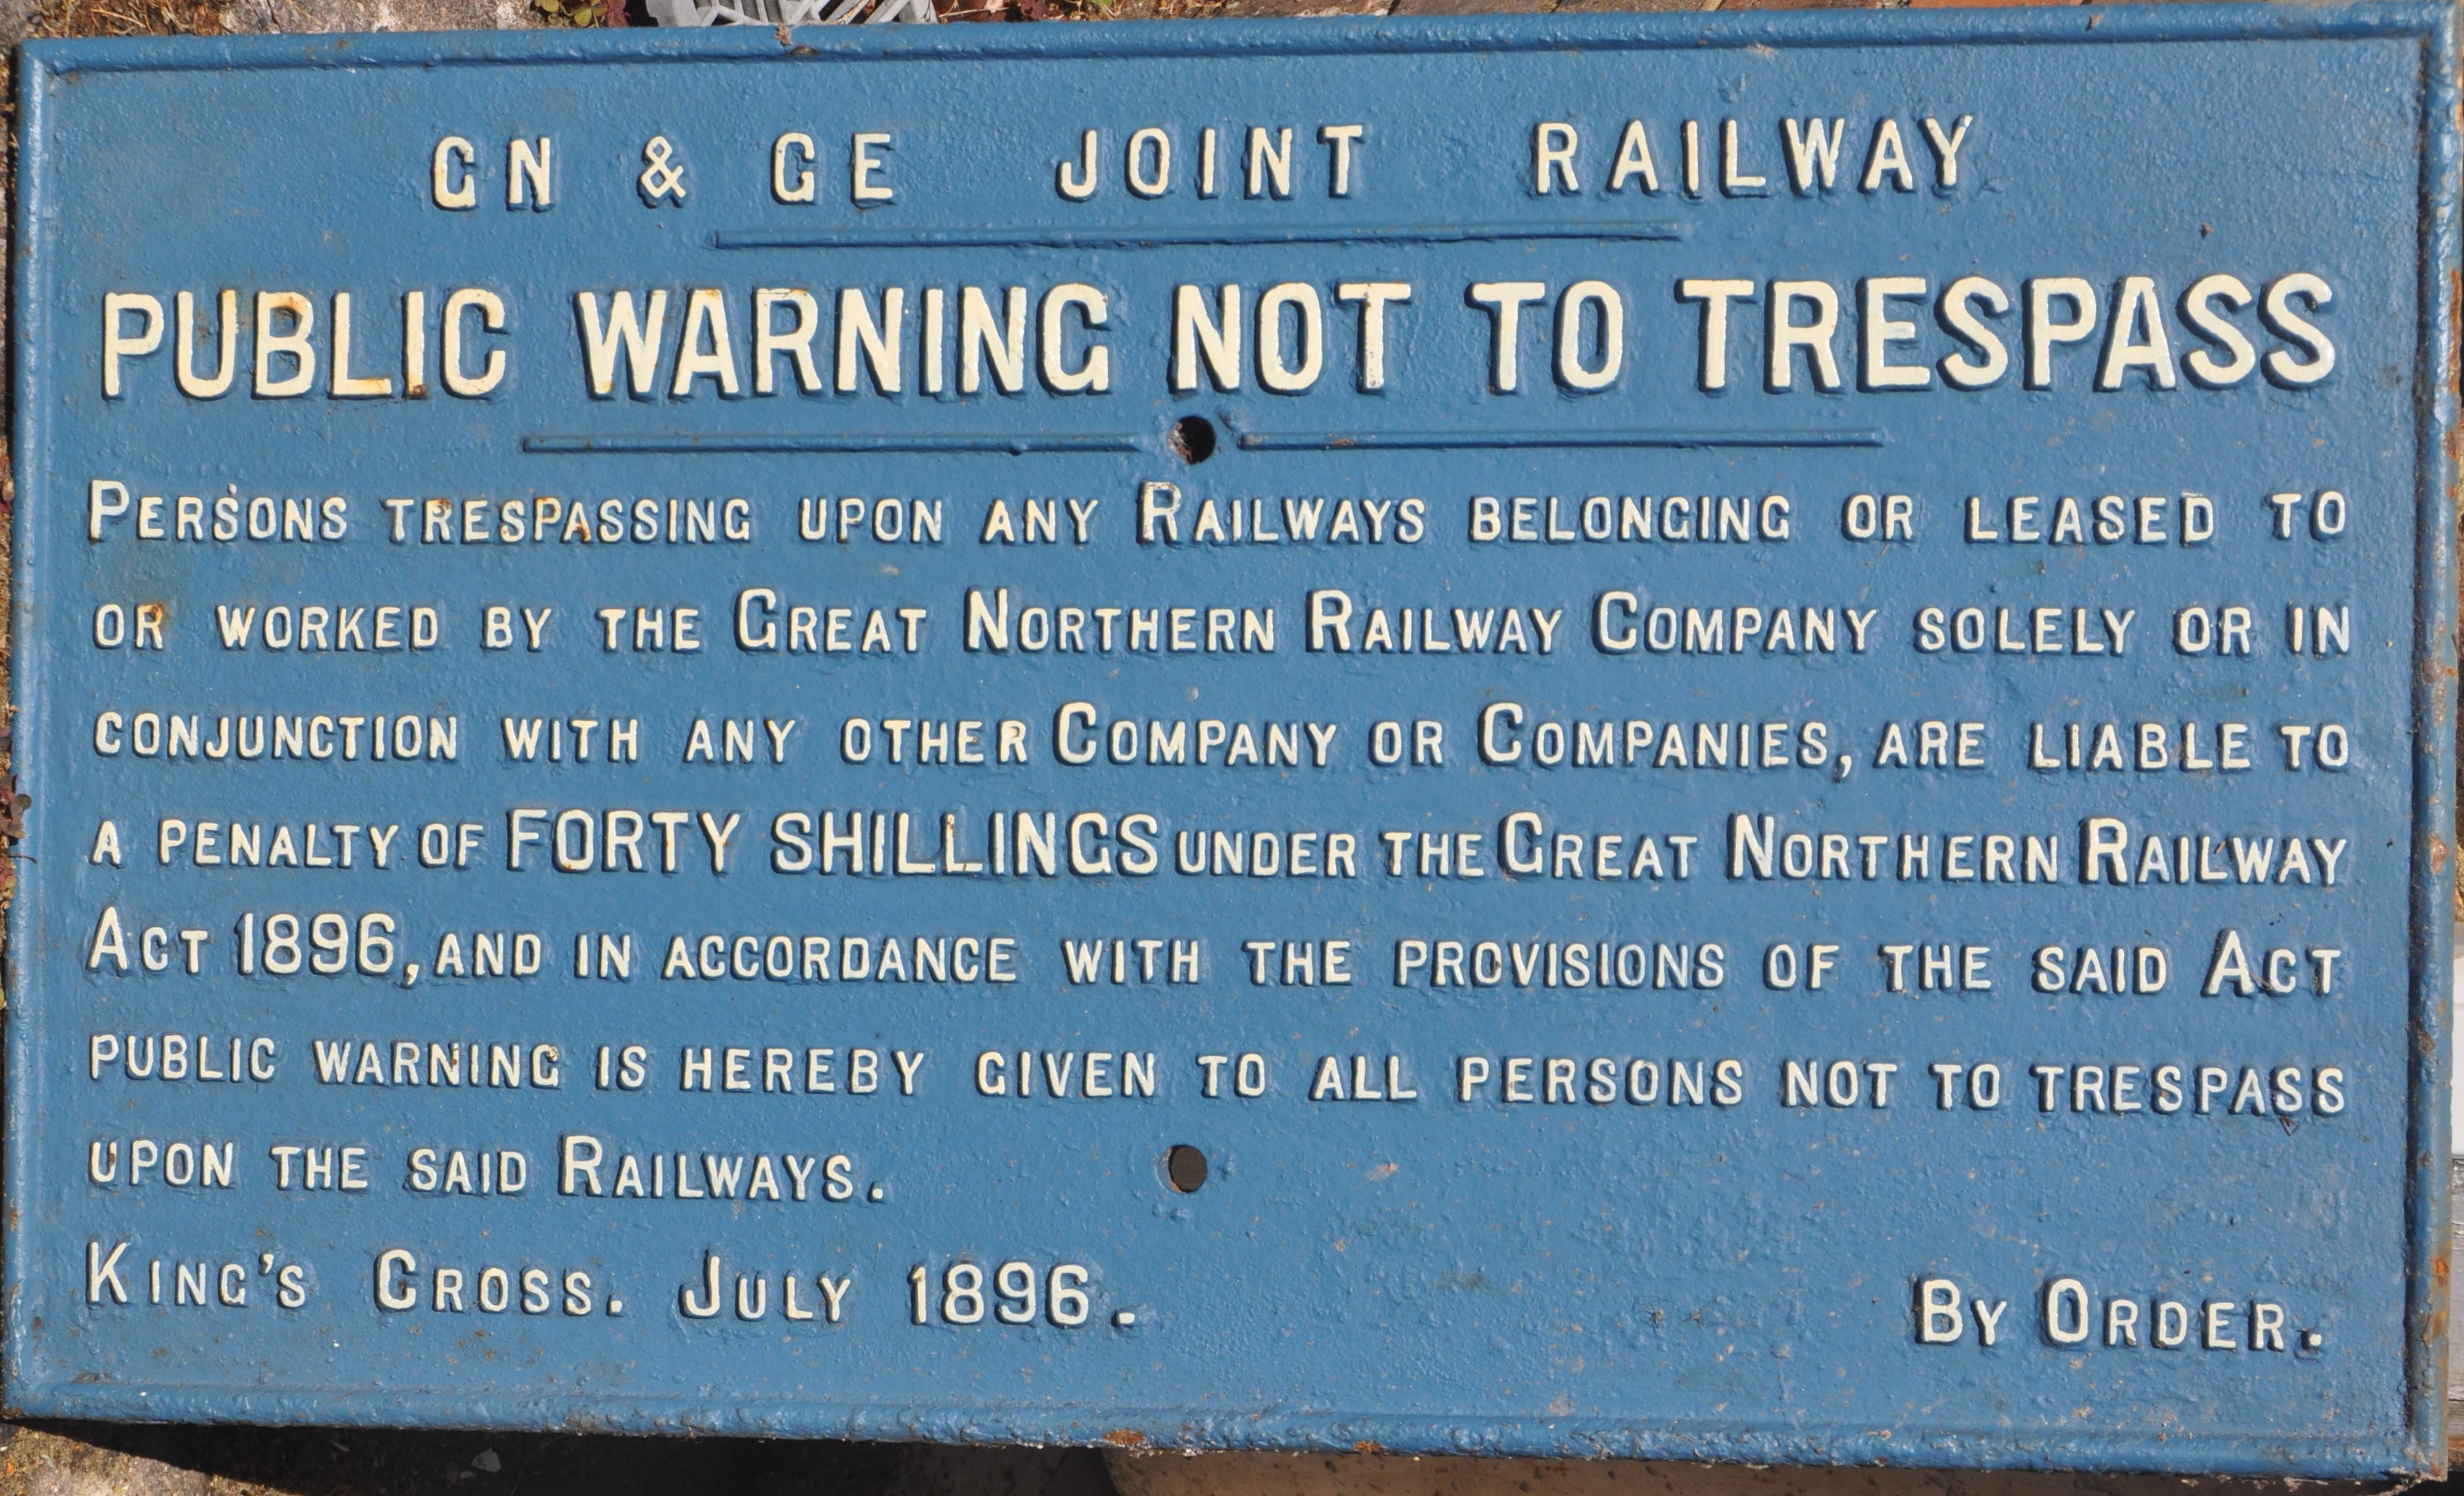 GN & GE JOINT RAILWAY
PUBLIC WARNING NOT TO TRESPASS
PERSONS TRESPASSING UPON ANY RAILWAYS BELONGING OR LEASED TO
OR WORKED BY THE GREAT NORTHERN RAILWAY COMPANY SOLELY OR IN
CONJUNCTION WITH ANY OTHER COMPANY OR COMPANIES, ARE LIABLE TO
A PENALTY OF FORTY SHILLINGS UNDER THE GREAT NORTHERN RAILWAY
ACT 1896, AND IN ACCORDANCE WITH THE PROVISIONS OF THE SAID ACT
PUBLIC WARNING IS HEREBY GIVEN TO ALL PERSONS NOT TO TRESPASS
UPON THE SAID RAILWAYS.
KING'S CROSS. JULY 1896. BY ORDER.